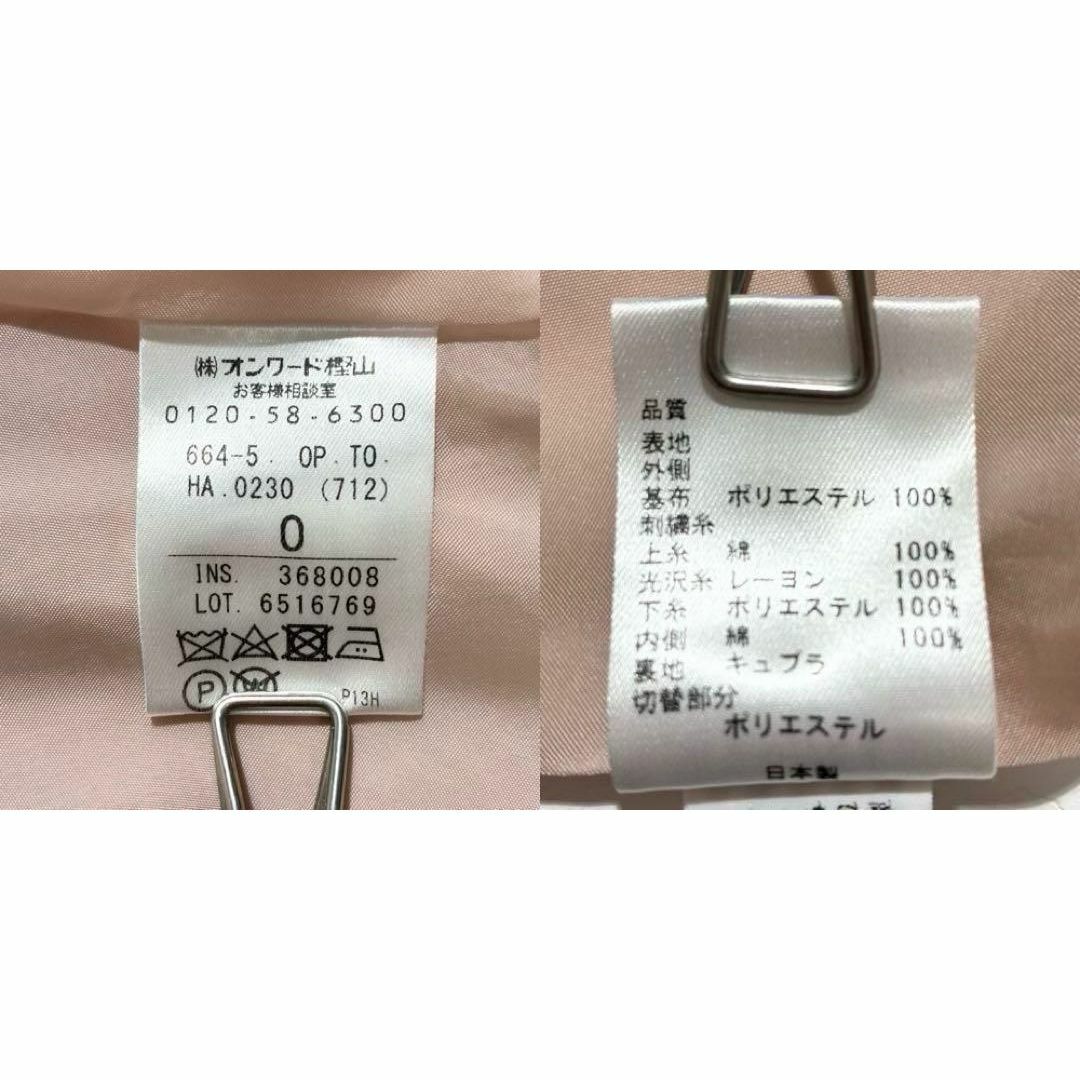 (株)オンワード樫山
お客様相談室
0120-58-6300
664-5. OP.TO.
HA.0230 (712)
0
INS. 368008
LOT. 6516769
P W P13H
品質
表地
外側
基布 ポリエステル 100%
刺繍糸
上糸 綿 100%
光沢糸 レーヨン 100%
下糸 ポリエステル 100%
内側 綿 100%
裏地 キュプラ
切替部分
ポリエステル
日本製